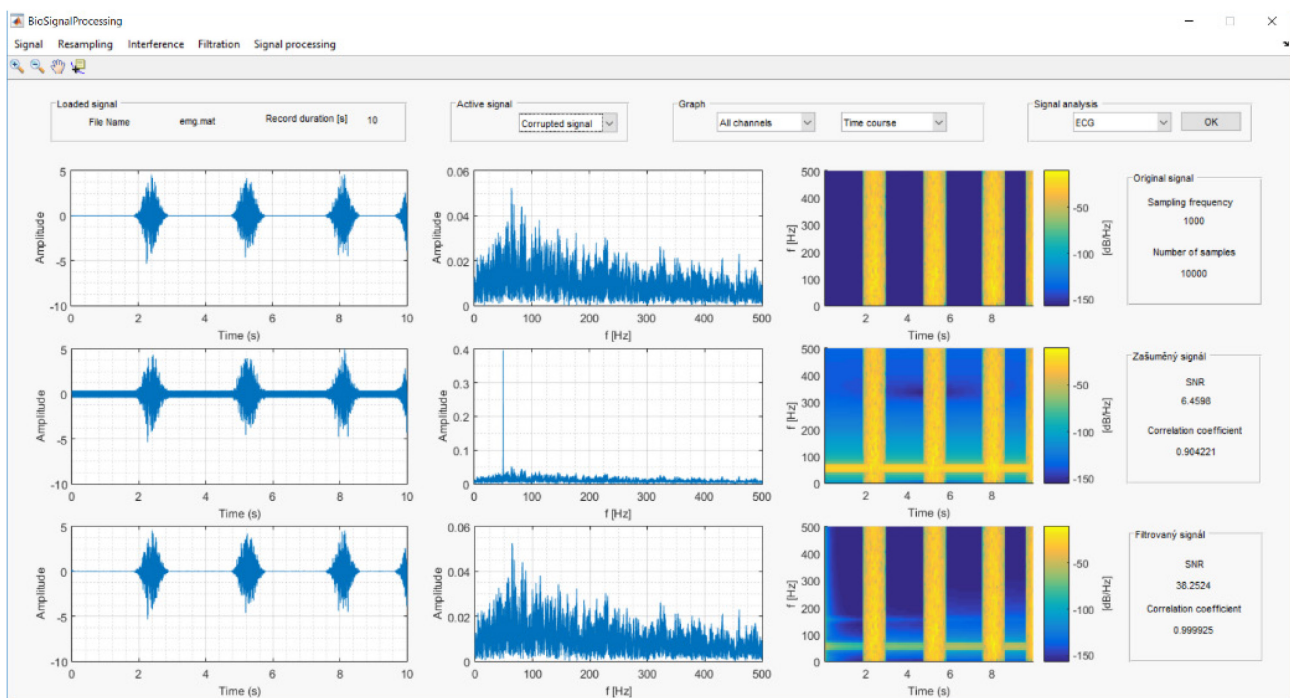 BioSignalProcessing
Signal Resampling Interference Filtration Signal processing
Loaded signal
File Name emg.mat Record duration [s] 10
Active signal
Corrupted signal
Graph
All channels Time course
Signal analysis
ECG OK
5
0
-5
-10
Amplitude
0 2 4 6 8 10
Time (s)
0.06
0.04
0.02
0
Amplitude
0 100 200 300 400 500
f [Hz]
500
400
300
200
100
0
f [Hz]
2 4 6 8
Time (s)
-50
-100
-150
[dB/Hz]
Original signal
Sampling frequency
1000
Number of samples
10000
5
0
-5
-10
Amplitude
0 2 4 6 8 10
Time (s)
0.4
0.3
0.2
0.1
0
Amplitude
0 100 200 300 400 500
f [Hz]
500
400
300
200
100
0
f [Hz]
2 4 6 8
Time (s)
-50
-100
-150
[dB/Hz]
Zašuměný signál
SNR
6.4598
Correlation coefficient
0.904221
5
0
-5
-10
Amplitude
0 2 4 6 8 10
Time (s)
0.06
0.04
0.02
0
Amplitude
0 100 200 300 400 500
f [Hz]
500
400
300
200
100
0
f [Hz]
2 4 6 8
Time (s)
-50
-100
-150
[dB/Hz]
Filtrovaný signál
SNR
38.2524
Correlation coefficient
0.999925